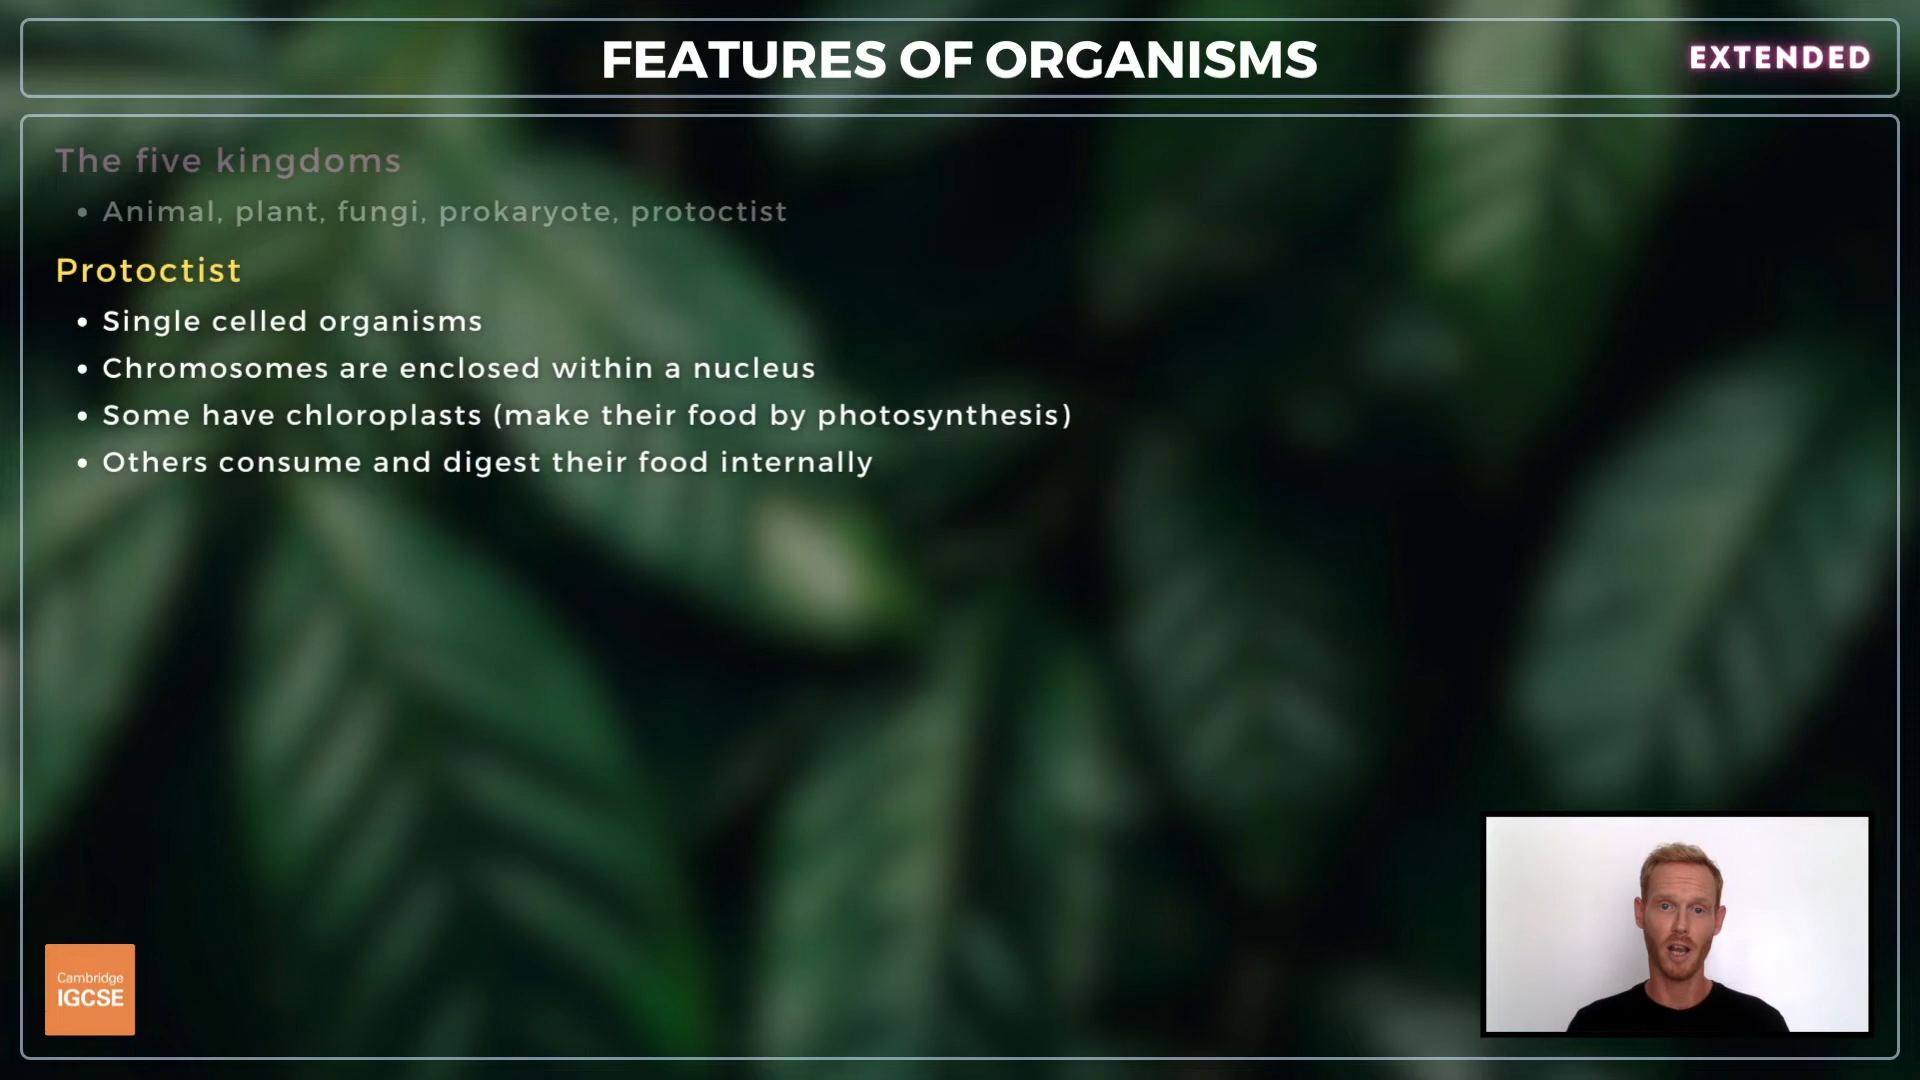 FEATURES OF ORGANISMS
EXTENDED
The five kingdoms
• Animal, plant, fungi, prokaryote, protoctist
Protoctist
• Single celled organisms
• Chromosomes are enclosed within a nucleus
• Some have chloroplasts (make their food by photosynthesis)
• Others consume and digest their food internally
Cambridge
IGCSE